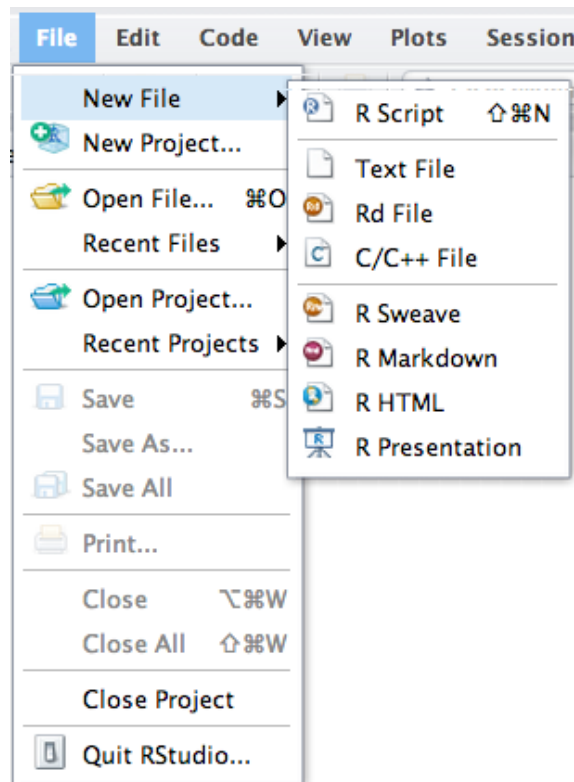 File Edit Code View Plots Session
New File
New Project...
Open File... ⌘O
Recent Files
Open Project...
Recent Projects
Save ⌘S
Save As...
Save All
Print...
Close ⌥⌘W
Close All ⇧⌘W
Close Project
Quit RStudio...
R Script ⇧⌘N
Text File
Rd File
C/C++ File
R Sweave
R Markdown
R HTML
R Presentation